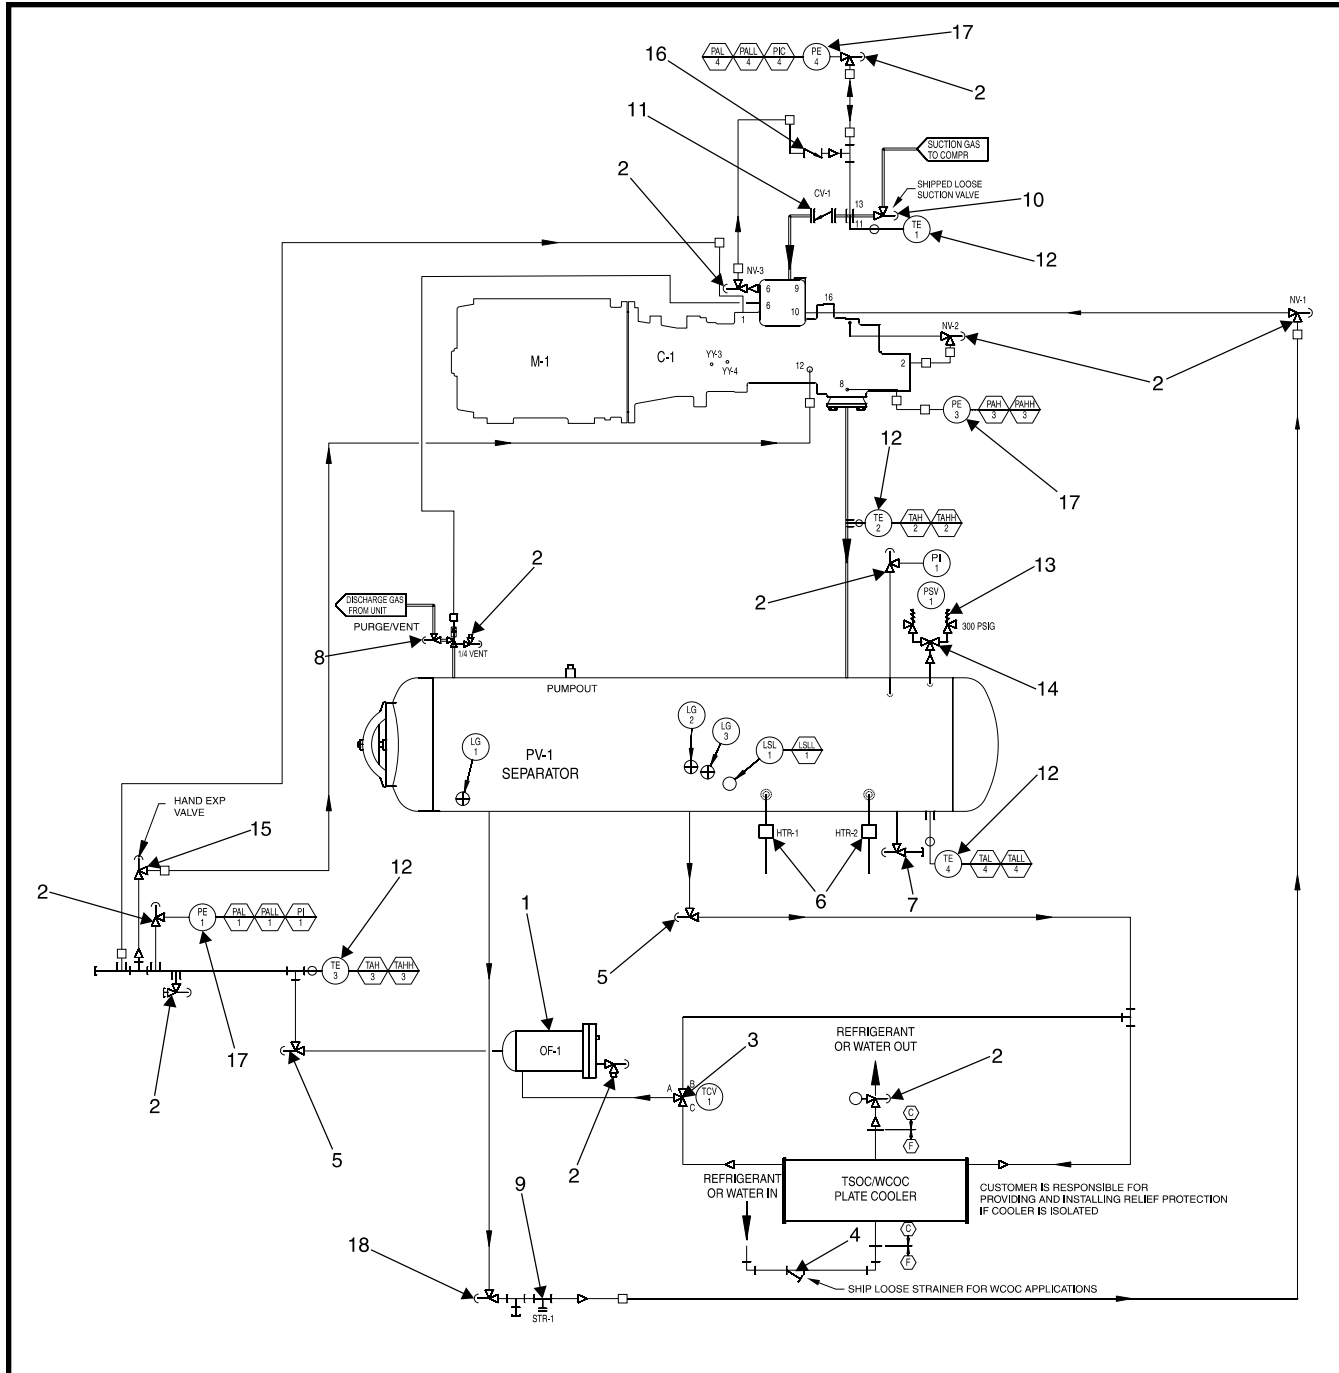 17
PAL 4
PALL 4
PIC 4
PE 4
16
2
11
SUCTION GAS
TO COMPR
2
CV-1
SHIPPED LOOSE
SUCTION VALVE
10
13
11
TE 1
12
NV-3
6
9
6
1
10
16
NV-1
NV-2
M-1
C-1
YY-3
YY-4
12
2
8
2
PE 3
PAH 3
PAHH 3
12
17
TE 2
TAH 2
TAHH 2
2
PI 1
13
2
PSV 1
DISCHARGE GAS
FROM UNIT
PURGE/VENT
300 PSIG
8
1/4 VENT
14
PUMPOUT
LG 2
LG 3
LG 1
LSL 1
LSLL 1
PV-1
SEPARATOR
12
HAND EXP
VALVE
15
HTR-1
HTR-2
TE 4
TAL 4
TALL 4
12
6
7
2
PE 1
PAL 1
PALL 1
PI 1
1
5
TE 3
TAH 3
TAHH 3
2
17
5
OF-1
2
REFRIGERANT
OR WATER OUT
3
2
A
B
C
TCV 1
C
F
REFRIGERANT
OR WATER IN
TSOC/WCOC
PLATE COOLER
CUSTOMER IS RESPONSIBLE FOR
PROVIDING AND INSTALLING RELIEF PROTECTION
IF COOLER IS ISOLATED
9
4
C
F
18
SHIP LOOSE STRAINER FOR WCOC APPLICATIONS
STR-1